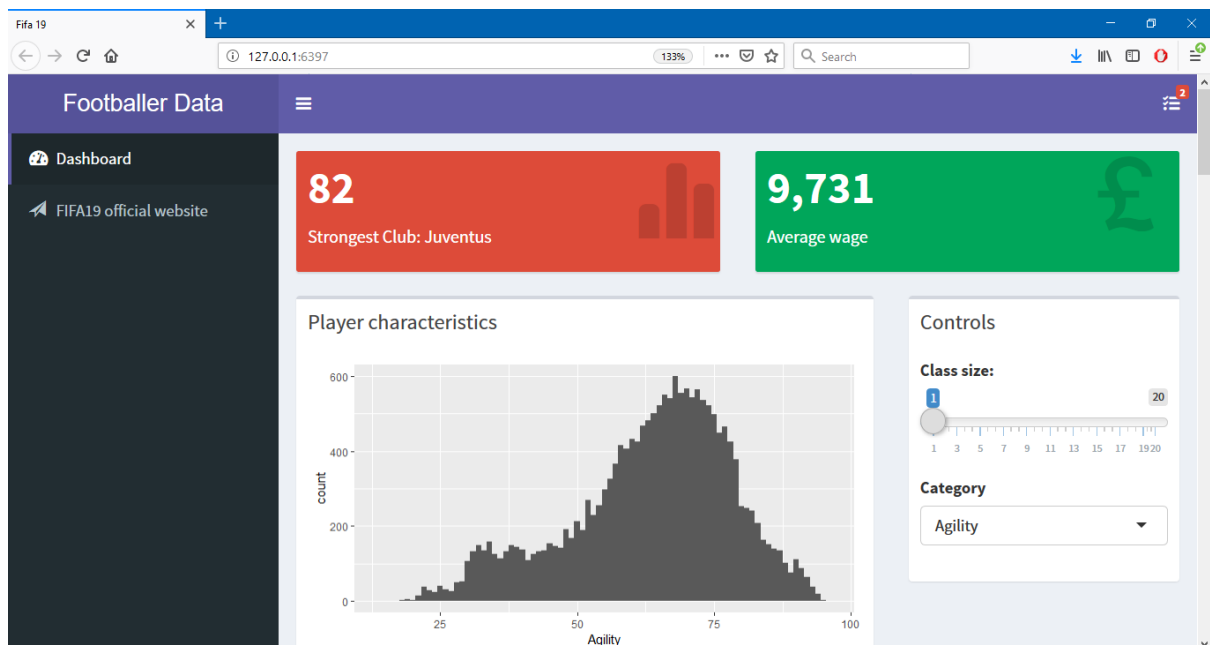 Fifa 19
127.0.0.1:6397
133%
Search
Footballer Data
2
Dashboard
FIFA19 official website
82
Strongest Club: Juventus
9,731
Average wage
£
Player characteristics
600
400
200
0
count
25 50 75 100
Agility
Controls
Class size:
1 20
1 3 5 7 9 11 13 15 17 19 20
Category
Agility